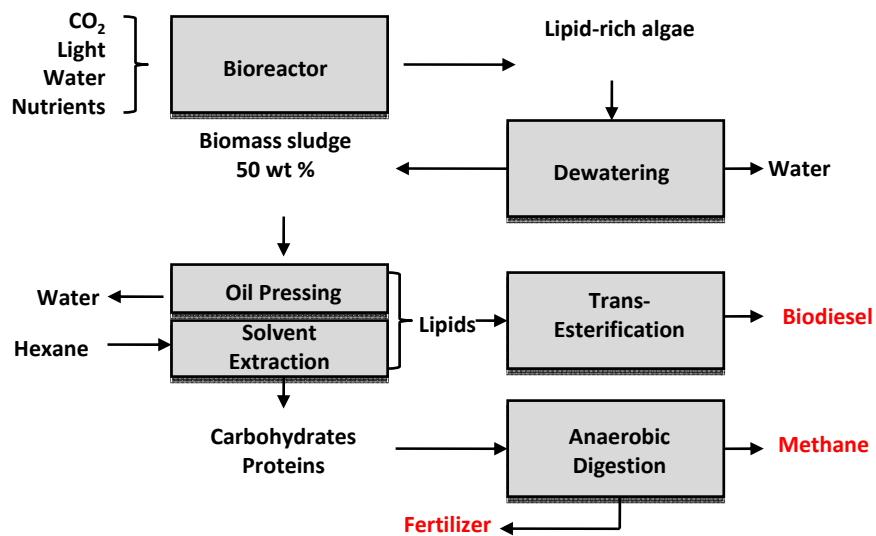 CO₂
Light
Water
Nutrients
Bioreactor
Lipid-rich algae
Biomass sludge
50 wt %
Dewatering
Water
Water
Oil Pressing
Hexane
Solvent
Extraction
Lipids
Trans-
Esterification
Biodiesel
Carbohydrates
Proteins
Anaerobic
Digestion
Methane
Fertilizer